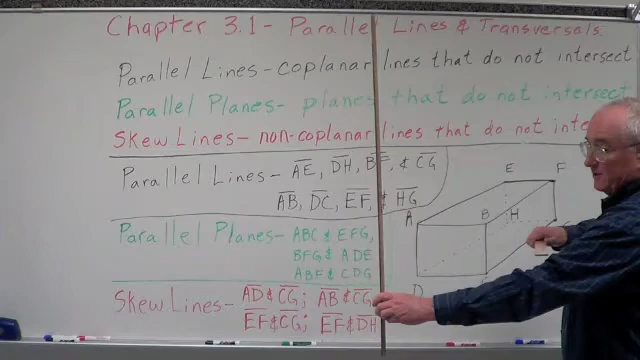 Chapter 3.1- Parallel Lines & Transversals
Parallel Lines - coplanar lines that do not intersect
Parallel Planes - planes that do not intersect
Skew Lines - non-coplanar lines that do not
Parallel Lines - AE, DH, BF, & CG
AB, DC, EF, & HG
Parallel Planes - ABC & EFG,
BFG & ADE
ABF & CDG
Skew Lines - AD & CG; AB & CG
EF & CG; EF & DH
E F
A B H
D